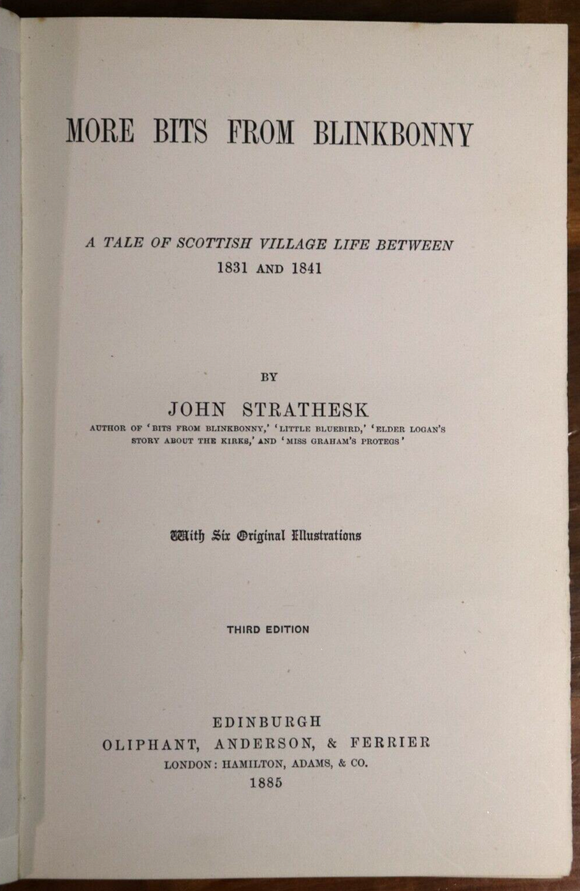 MORE BITS FROM BLINKBONNY
A TALE OF SCOTTISH VILLAGE LIFE BETWEEN
1831 AND 1841
BY
JOHN STRATHESK
AUTHOR OF ‘BITS FROM BLINKBONNY,’ ‘LITTLE BLUEBIRD,’ ‘ELDER LOGAN'S
STORY ABOUT THE KIRKS,’ AND ‘MISS GRAHAM'S PROTEGS’
With Six Original Illustrations
THIRD EDITION
EDINBURGH
OLIPHANT, ANDERSON, & FERRIER
LONDON: HAMILTON, ADAMS, & CO.
1885